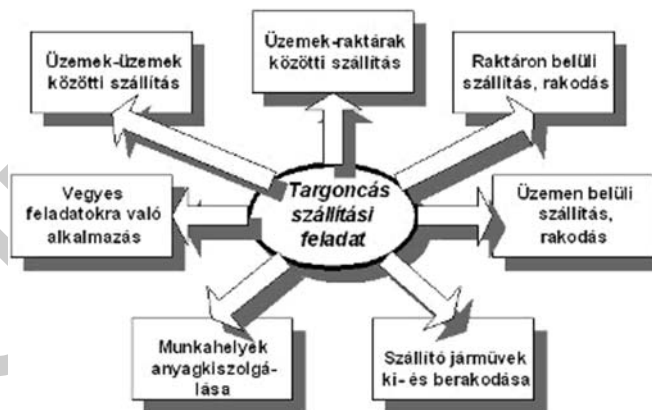 Üzemek-üzemek
közötti szállítás
Üzemek-raktárak
közötti szállítás
Raktáron belüli
szállítás, rakodás
Vegyes
feladatokra való
alkalmazás
Targoncás
szállítási
feladat
Üzemen belüli
szállítás,
rakodás
Munkahelyek
anyagkiszolgá-
lása
Szállító járművek
ki- és berakodása